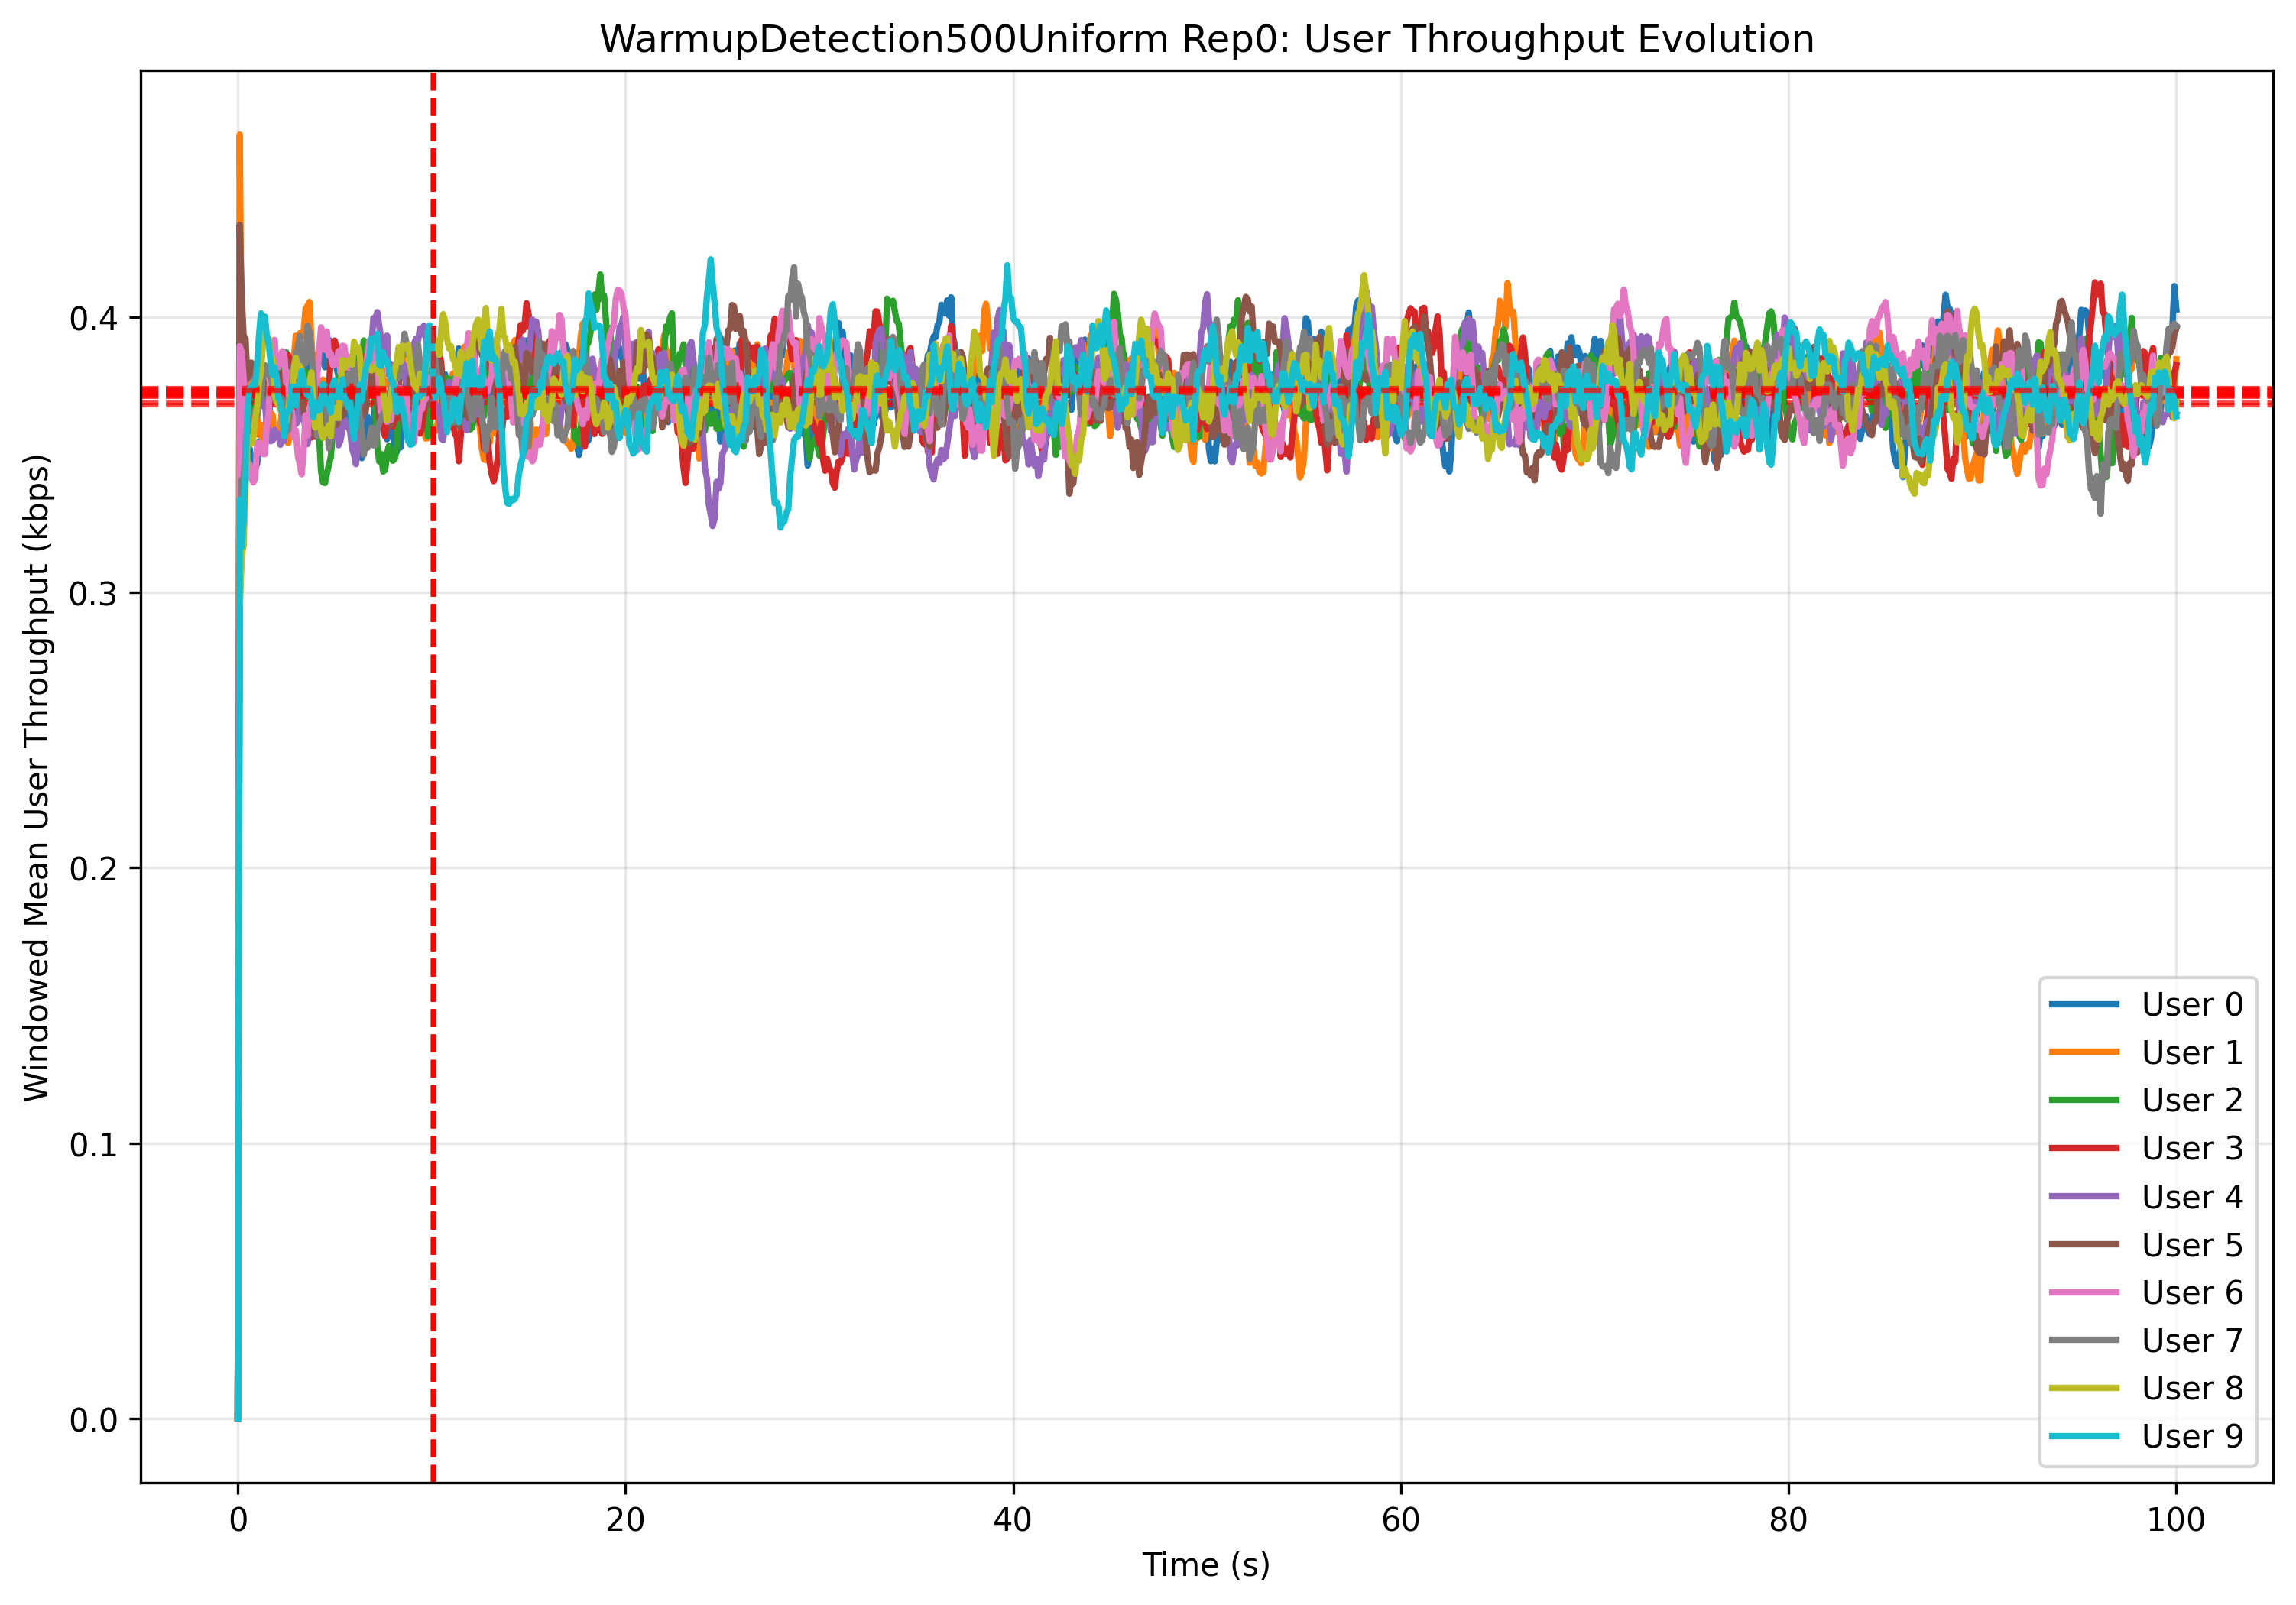 WarmupDetection500Uniform Rep0: User Throughput Evolution
Windowed Mean User Throughput (kbps)
0.4
0.3
0.2
0.1
0.0
0
20
40
60
80
100
Time (s)
User 0
User 1
User 2
User 3
User 4
User 5
User 6
User 7
User 8
User 9